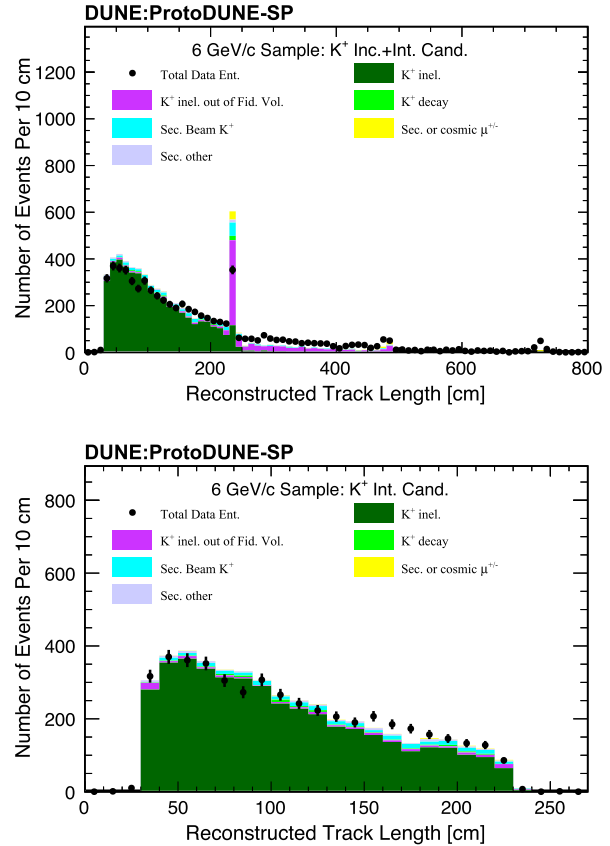 DUNE:ProtoDUNE-SP
6 GeV/c Sample: K⁺ Inc.+Int. Cand.
Total Data Ent.
K⁺ inel.
K⁺ inel. out of Fid. Vol.
K⁺ decay
Sec. Beam K⁺
Sec. or cosmic μ⁺/⁻
Sec. other
Number of Events Per 10 cm
1200
1000
800
600
400
200
0
0 200 400 600 800
Reconstructed Track Length [cm]
DUNE:ProtoDUNE-SP
6 GeV/c Sample: K⁺ Int. Cand.
Total Data Ent.
K⁺ inel.
K⁺ inel. out of Fid. Vol.
K⁺ decay
Sec. Beam K⁺
Sec. or cosmic μ⁺/⁻
Sec. other
Number of Events Per 10 cm
800
600
400
200
0
0 50 100 150 200 250
Reconstructed Track Length [cm]